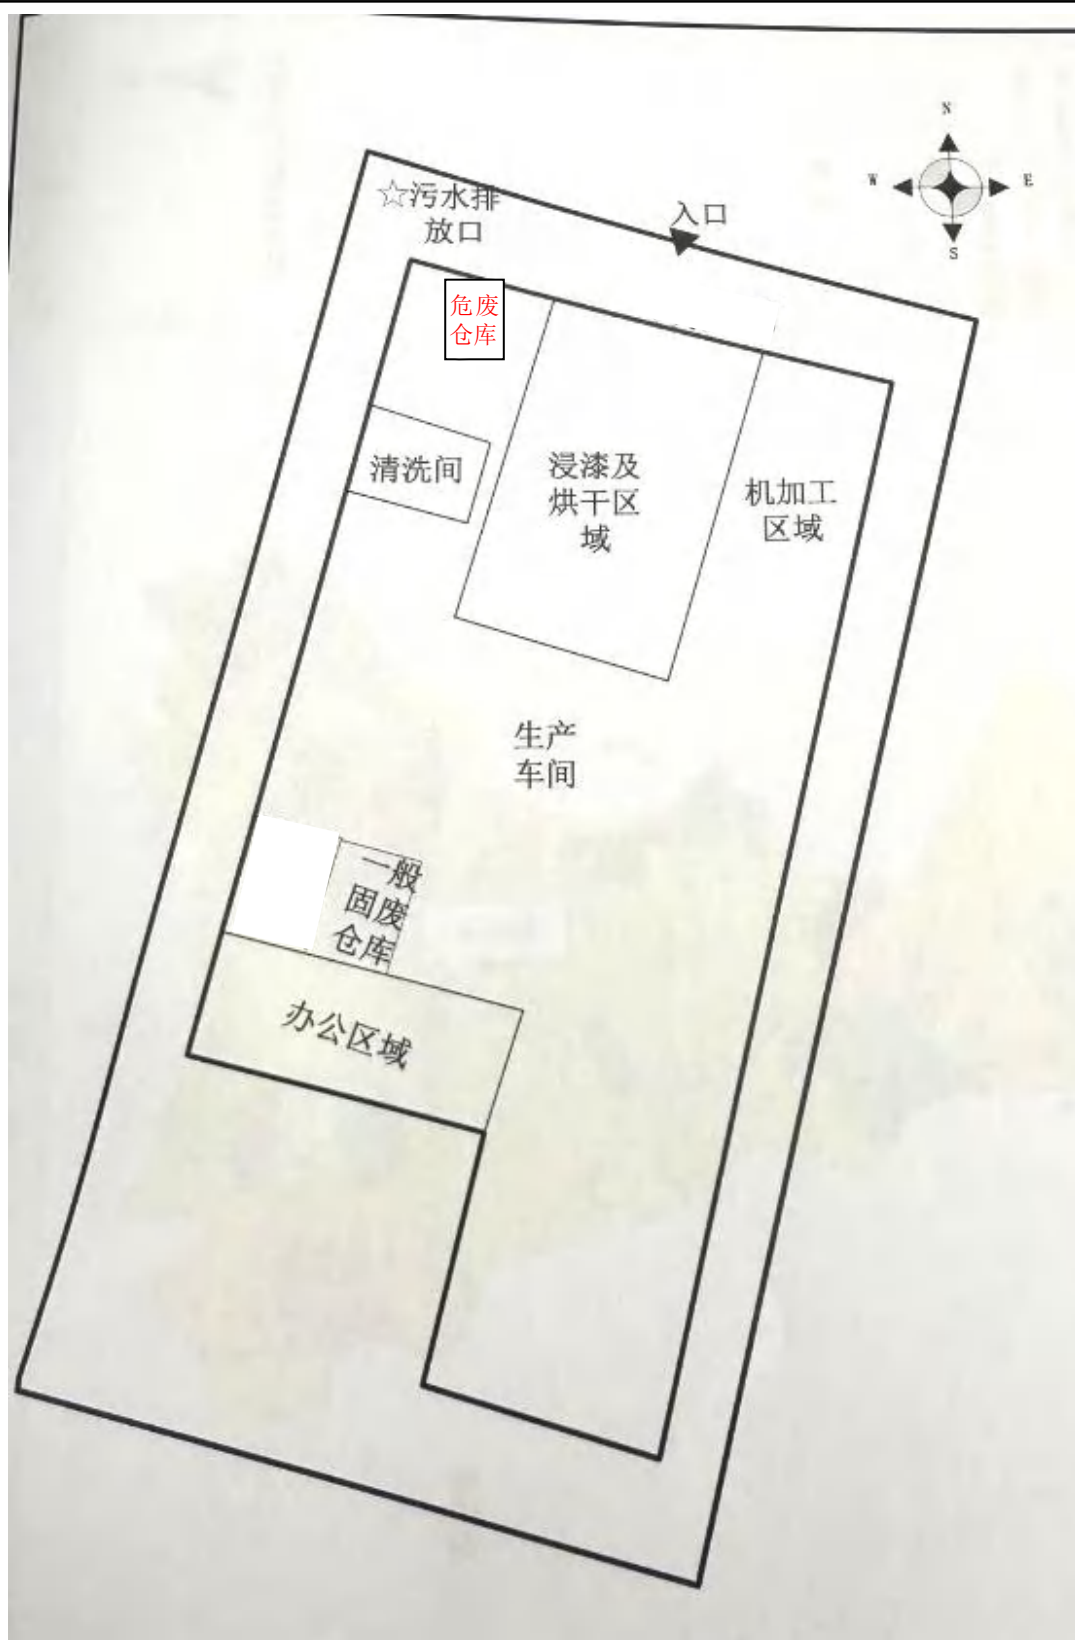 N
W
E
S
☆污水排
放口
入口
危废
仓库
清洗间
浸漆及
烘干区
域
机加工
区域
生产
车间
一般
固废
仓库
办公区域